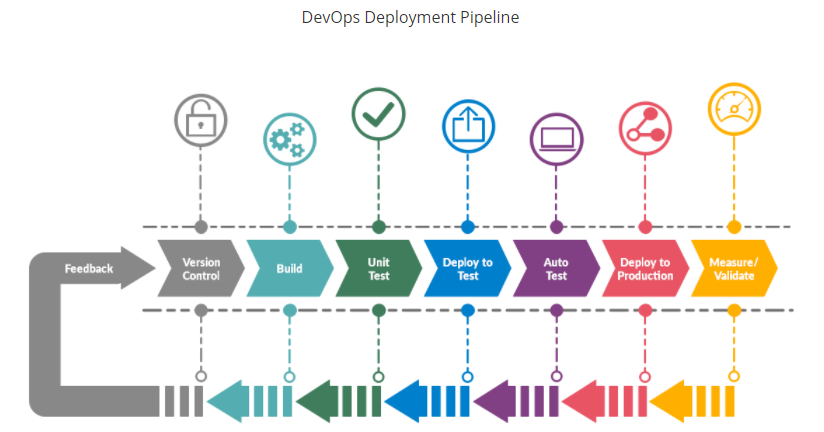 DevOps Deployment Pipeline
Feedback
Version
Control
Build
Unit
Test
Deploy to
Test
Auto
Test
Deploy to
Production
Measure/
Validate